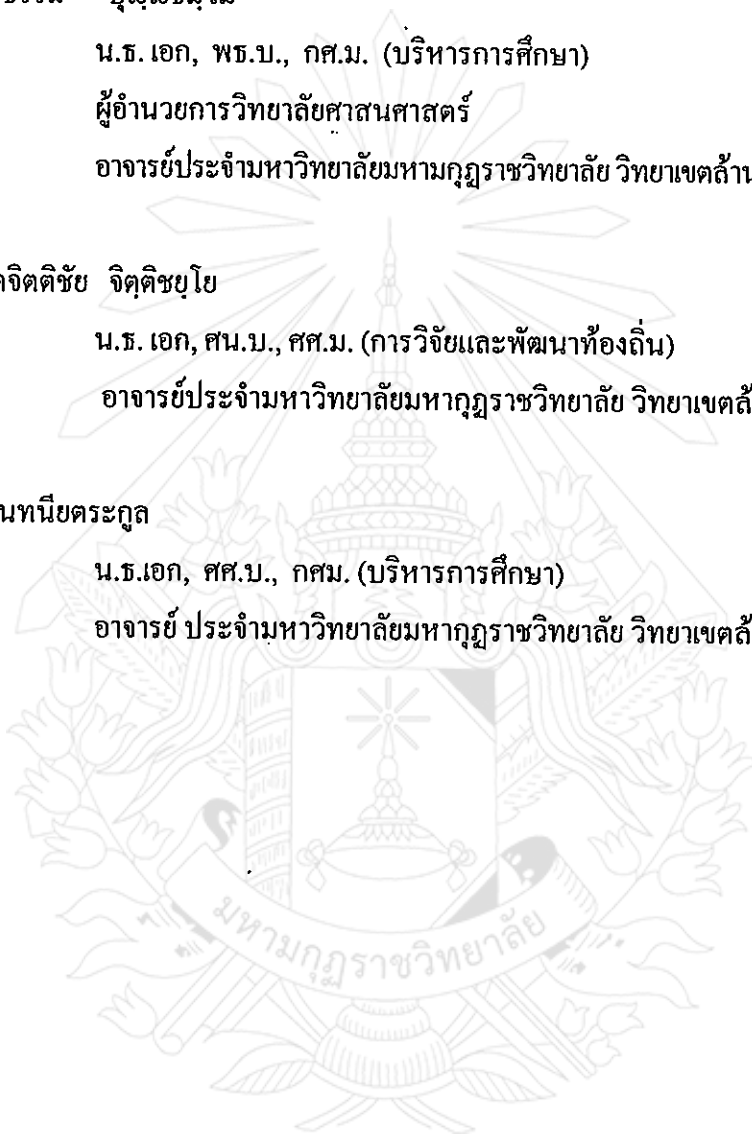 น.ธ. เอก, พธ.บ., กศ.ม. (บริหารการศึกษา)
ผู้อำนวยการวิทยาลัยศาสนศาสตร์
อาจารย์ประจำมหาวิทยาลัยมหามกุฏราชวิทยาลัย วิทยาเขตล้าน
จิตติชัย จิตฺติชยฺโย
น.ธ. เอก, ศน.บ., ศศ.ม. (การวิจัยและพัฒนาท้องถิ่น)
อาจารย์ประจำมหาวิทยาลัยมหากุฏราชวิทยาลัย วิทยาเขตล้
นทนียตระกูล
น.ธ.เอก, ศศ.บ., กศม. (บริหารการศึกษา)
อาจารย์ ประจำมหาวิทยาลัยมหากุฏราชวิทยาลัย วิทยาเขตล้
มหามกุฏราชวิทยาลัย